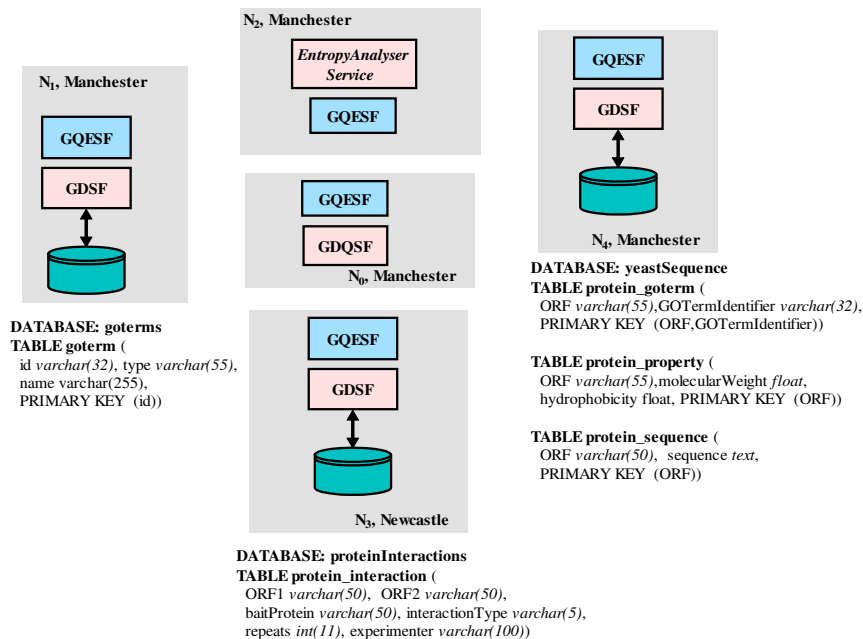 N1, Manchester
GQESF
GDSF
DATABASE: goterms
TABLE goterm (
id varchar(32), type varchar(55),
name varchar(255),
PRIMARY KEY (id))
N2, Manchester
EntropyAnalyser
Service
GQESF
GQESF
GDQSF
N0, Manchester
GQESF
GDSF
N3, Newcastle
DATABASE: proteinInteractions
TABLE protein_interaction (
ORF1 varchar(50), ORF2 varchar(50),
baitProtein varchar(50), interactionType varchar(5),
repeats int(11), experimenter varchar(100))
GQESF
GDSF
N4, Manchester
DATABASE: yeastSequence
TABLE protein_goterm (
ORF varchar(55),GOTermIdentifier varchar(32),
PRIMARY KEY (ORF,GOTermIdentifier))
TABLE protein_property (
ORF varchar(55),molecularWeight float,
hydrophobicity float, PRIMARY KEY (ORF))
TABLE protein_sequence (
ORF varchar(50), sequence text,
PRIMARY KEY (ORF))